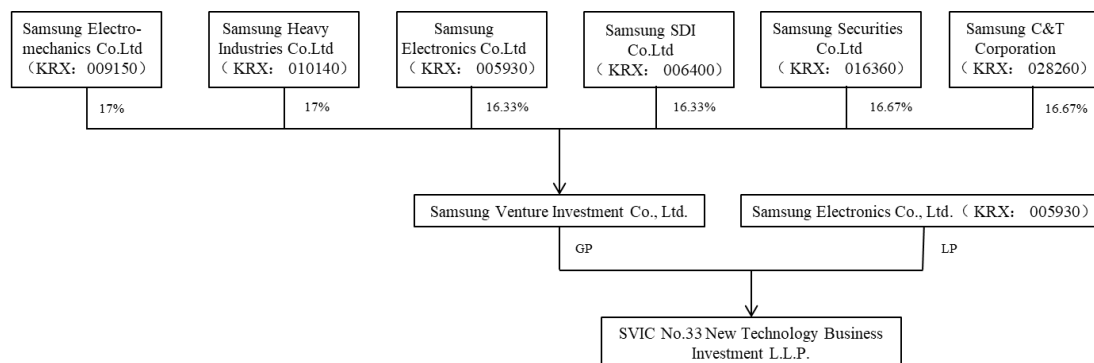 Samsung Electro-
mechanics Co.Ltd
（KRX： 009150）
Samsung Heavy
Industries Co.Ltd
（ KRX： 010140）
Samsung
Electronics Co.Ltd
（ KRX： 005930）
Samsung SDI
Co.Ltd
（ KRX： 006400）
Samsung Securities
Co.Ltd
（ KRX： 016360）
Samsung C&T
Corporation
（ KRX： 028260）
17%
17%
16.33%
16.33%
16.67%
16.67%
Samsung Venture Investment Co., Ltd.
Samsung Electronics Co., Ltd.（ KRX： 005930）
GP
LP
SVIC No.33 New Technology Business
Investment L.L.P.